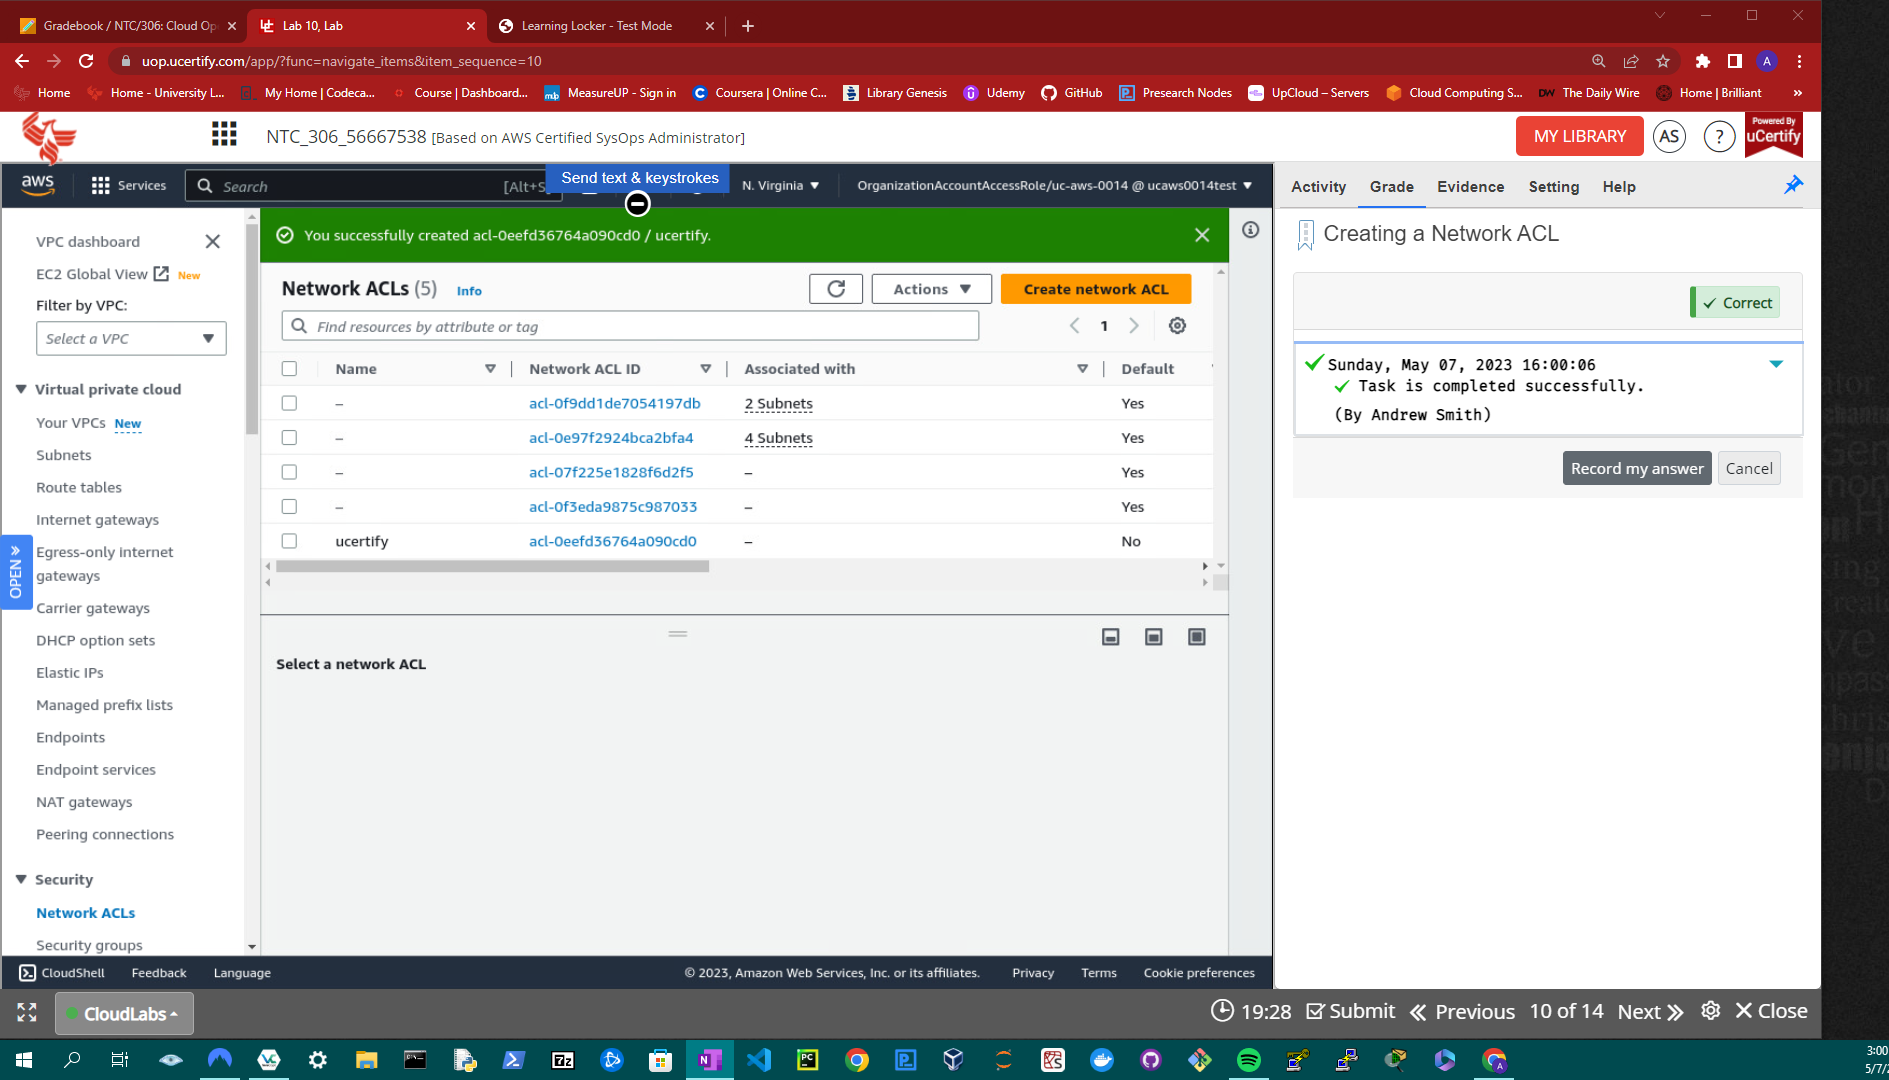 Gradebook / NTC/306: Cloud Op
Lab 10, Lab
Learning Locker - Test Mode
uop.ucertify.com/app/?func=navigate_items&item_sequence=10
Home
Home - University L...
My Home | Codeca...
Course | Dashboard...
MeasureUP - Sign in
Coursera | Online C...
Library Genesis
Udemy
GitHub
Presearch Nodes
UpCloud – Servers
Cloud Computing S...
The Daily Wire
Home | Brilliant
NTC_306_56667538 [Based on AWS Certified SysOps Administrator]
MY LIBRARY
AS
?
Powered By
uCertify
aws
Services
Search
[Alt+S
Send text & keystrokes
N. Virginia
OrganizationAccountAccessRole/uc-aws-0014 @ ucaws0014test
Activity
Grade
Evidence
Setting
Help
VPC dashboard
EC2 Global View New
Filter by VPC:
Select a VPC
Virtual private cloud
Your VPCs New
Subnets
Route tables
Internet gateways
Egress-only internet
gateways
Carrier gateways
DHCP option sets
Elastic IPs
Managed prefix lists
Endpoints
Endpoint services
NAT gateways
Peering connections
Security
Network ACLs
Security groups
OPEN »
You successfully created acl-0eefd36764a090cd0 / ucertify.
Network ACLs (5) Info
Actions
Create network ACL
Find resources by attribute or tag
1
Name Network ACL ID Associated with Default
– acl-0f9dd1de7054197db 2 Subnets Yes
– acl-0e97f2924bca2bfa4 4 Subnets Yes
– acl-07f225e1828f6d2f5 – Yes
– acl-0f3eda9875c987033 – Yes
ucertify acl-0eefd36764a090cd0 – No
Select a network ACL
Creating a Network ACL
Correct
Sunday, May 07, 2023 16:00:06
Task is completed successfully.
(By Andrew Smith)
Record my answer
Cancel
CloudShell
Feedback
Language
© 2023, Amazon Web Services, Inc. or its affiliates.
Privacy
Terms
Cookie preferences
CloudLabs
19:28
Submit
Previous
10 of 14
Next
Close
3:00
5/7/